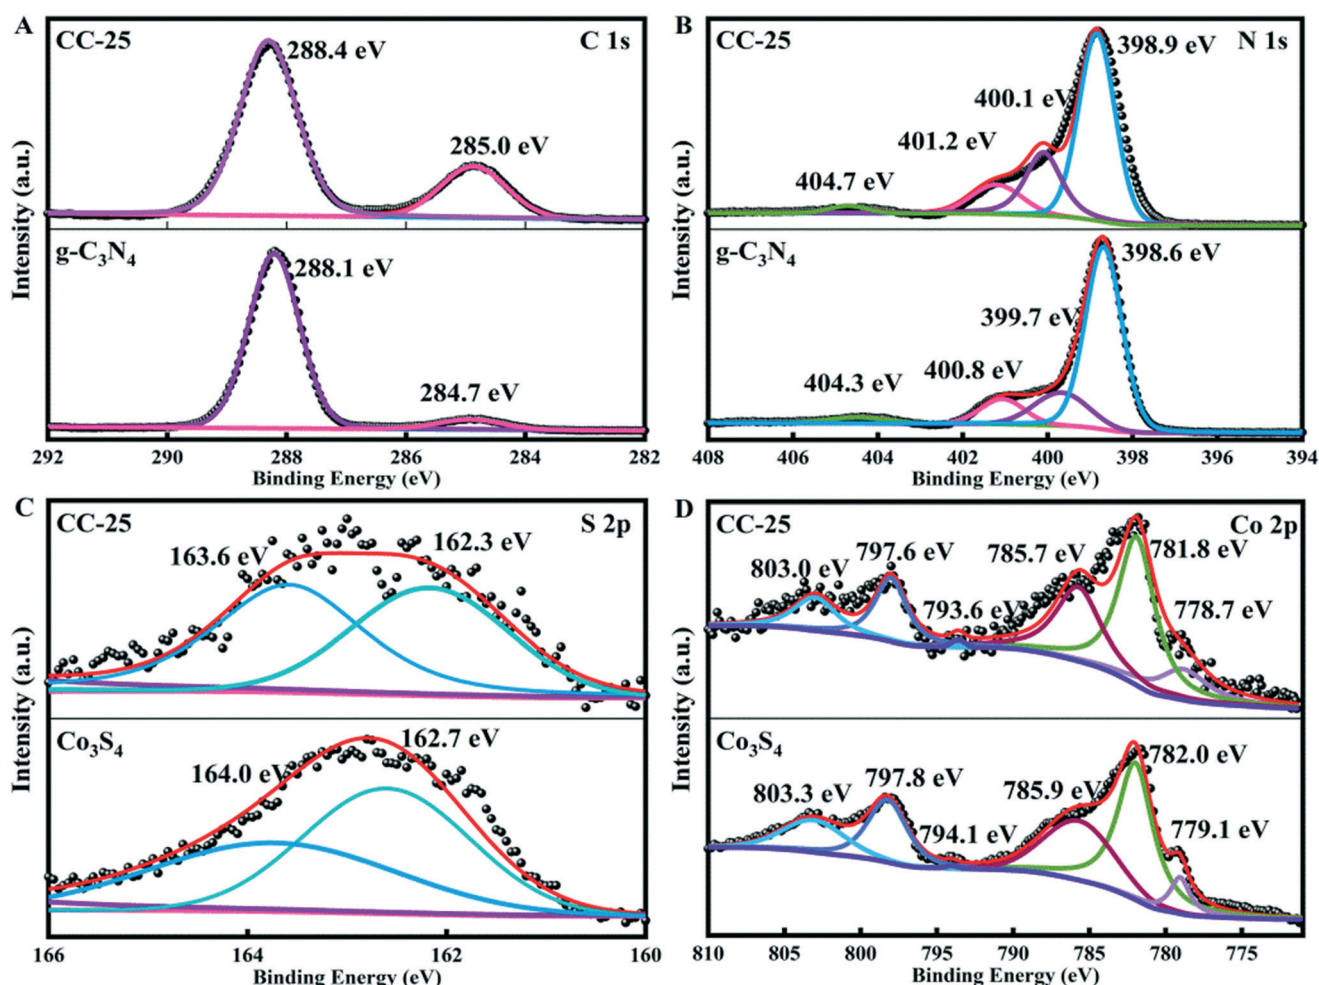 A
CC-25
C 1s
288.4 eV
285.0 eV
g-C₃N₄
288.1 eV
284.7 eV
Intensity (a.u.)
292 290 288 286 284 282
Binding Energy (eV)
B
CC-25
N 1s
398.9 eV
400.1 eV
401.2 eV
404.7 eV
g-C₃N₄
398.6 eV
399.7 eV
400.8 eV
404.3 eV
Intensity (a.u.)
408 406 404 402 400 398 396 394
Binding Energy (eV)
C
CC-25
S 2p
163.6 eV
162.3 eV
Co₃S₄
162.7 eV
164.0 eV
Intensity (a.u.)
166 164 162 160
Binding Energy (eV)
D
CC-25
Co 2p
803.0 eV
797.6 eV
793.6 eV
785.7 eV
781.8 eV
778.7 eV
Co₃S₄
803.3 eV
797.8 eV
794.1 eV
785.9 eV
782.0 eV
779.1 eV
Intensity (a.u.)
810 805 800 795 790 785 780 775
Binding Energy (eV)